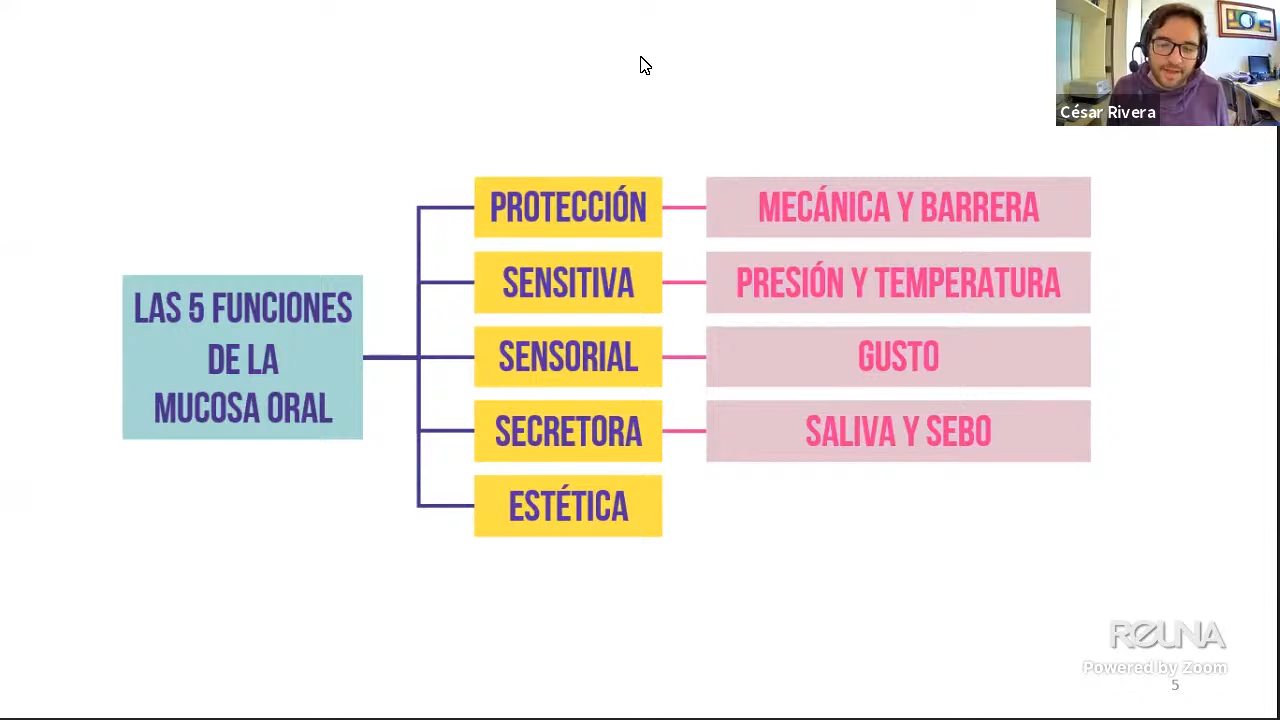 César Rivera
LAS 5 FUNCIONES
DE LA
MUCOSA ORAL
PROTECCIÓN
MECÁNICA Y BARRERA
SENSITIVA
PRESIÓN Y TEMPERATURA
SENSORIAL
GUSTO
SECRETORA
SALIVA Y SEBO
ESTÉTICA
REUNA
Powered by Zoom
5